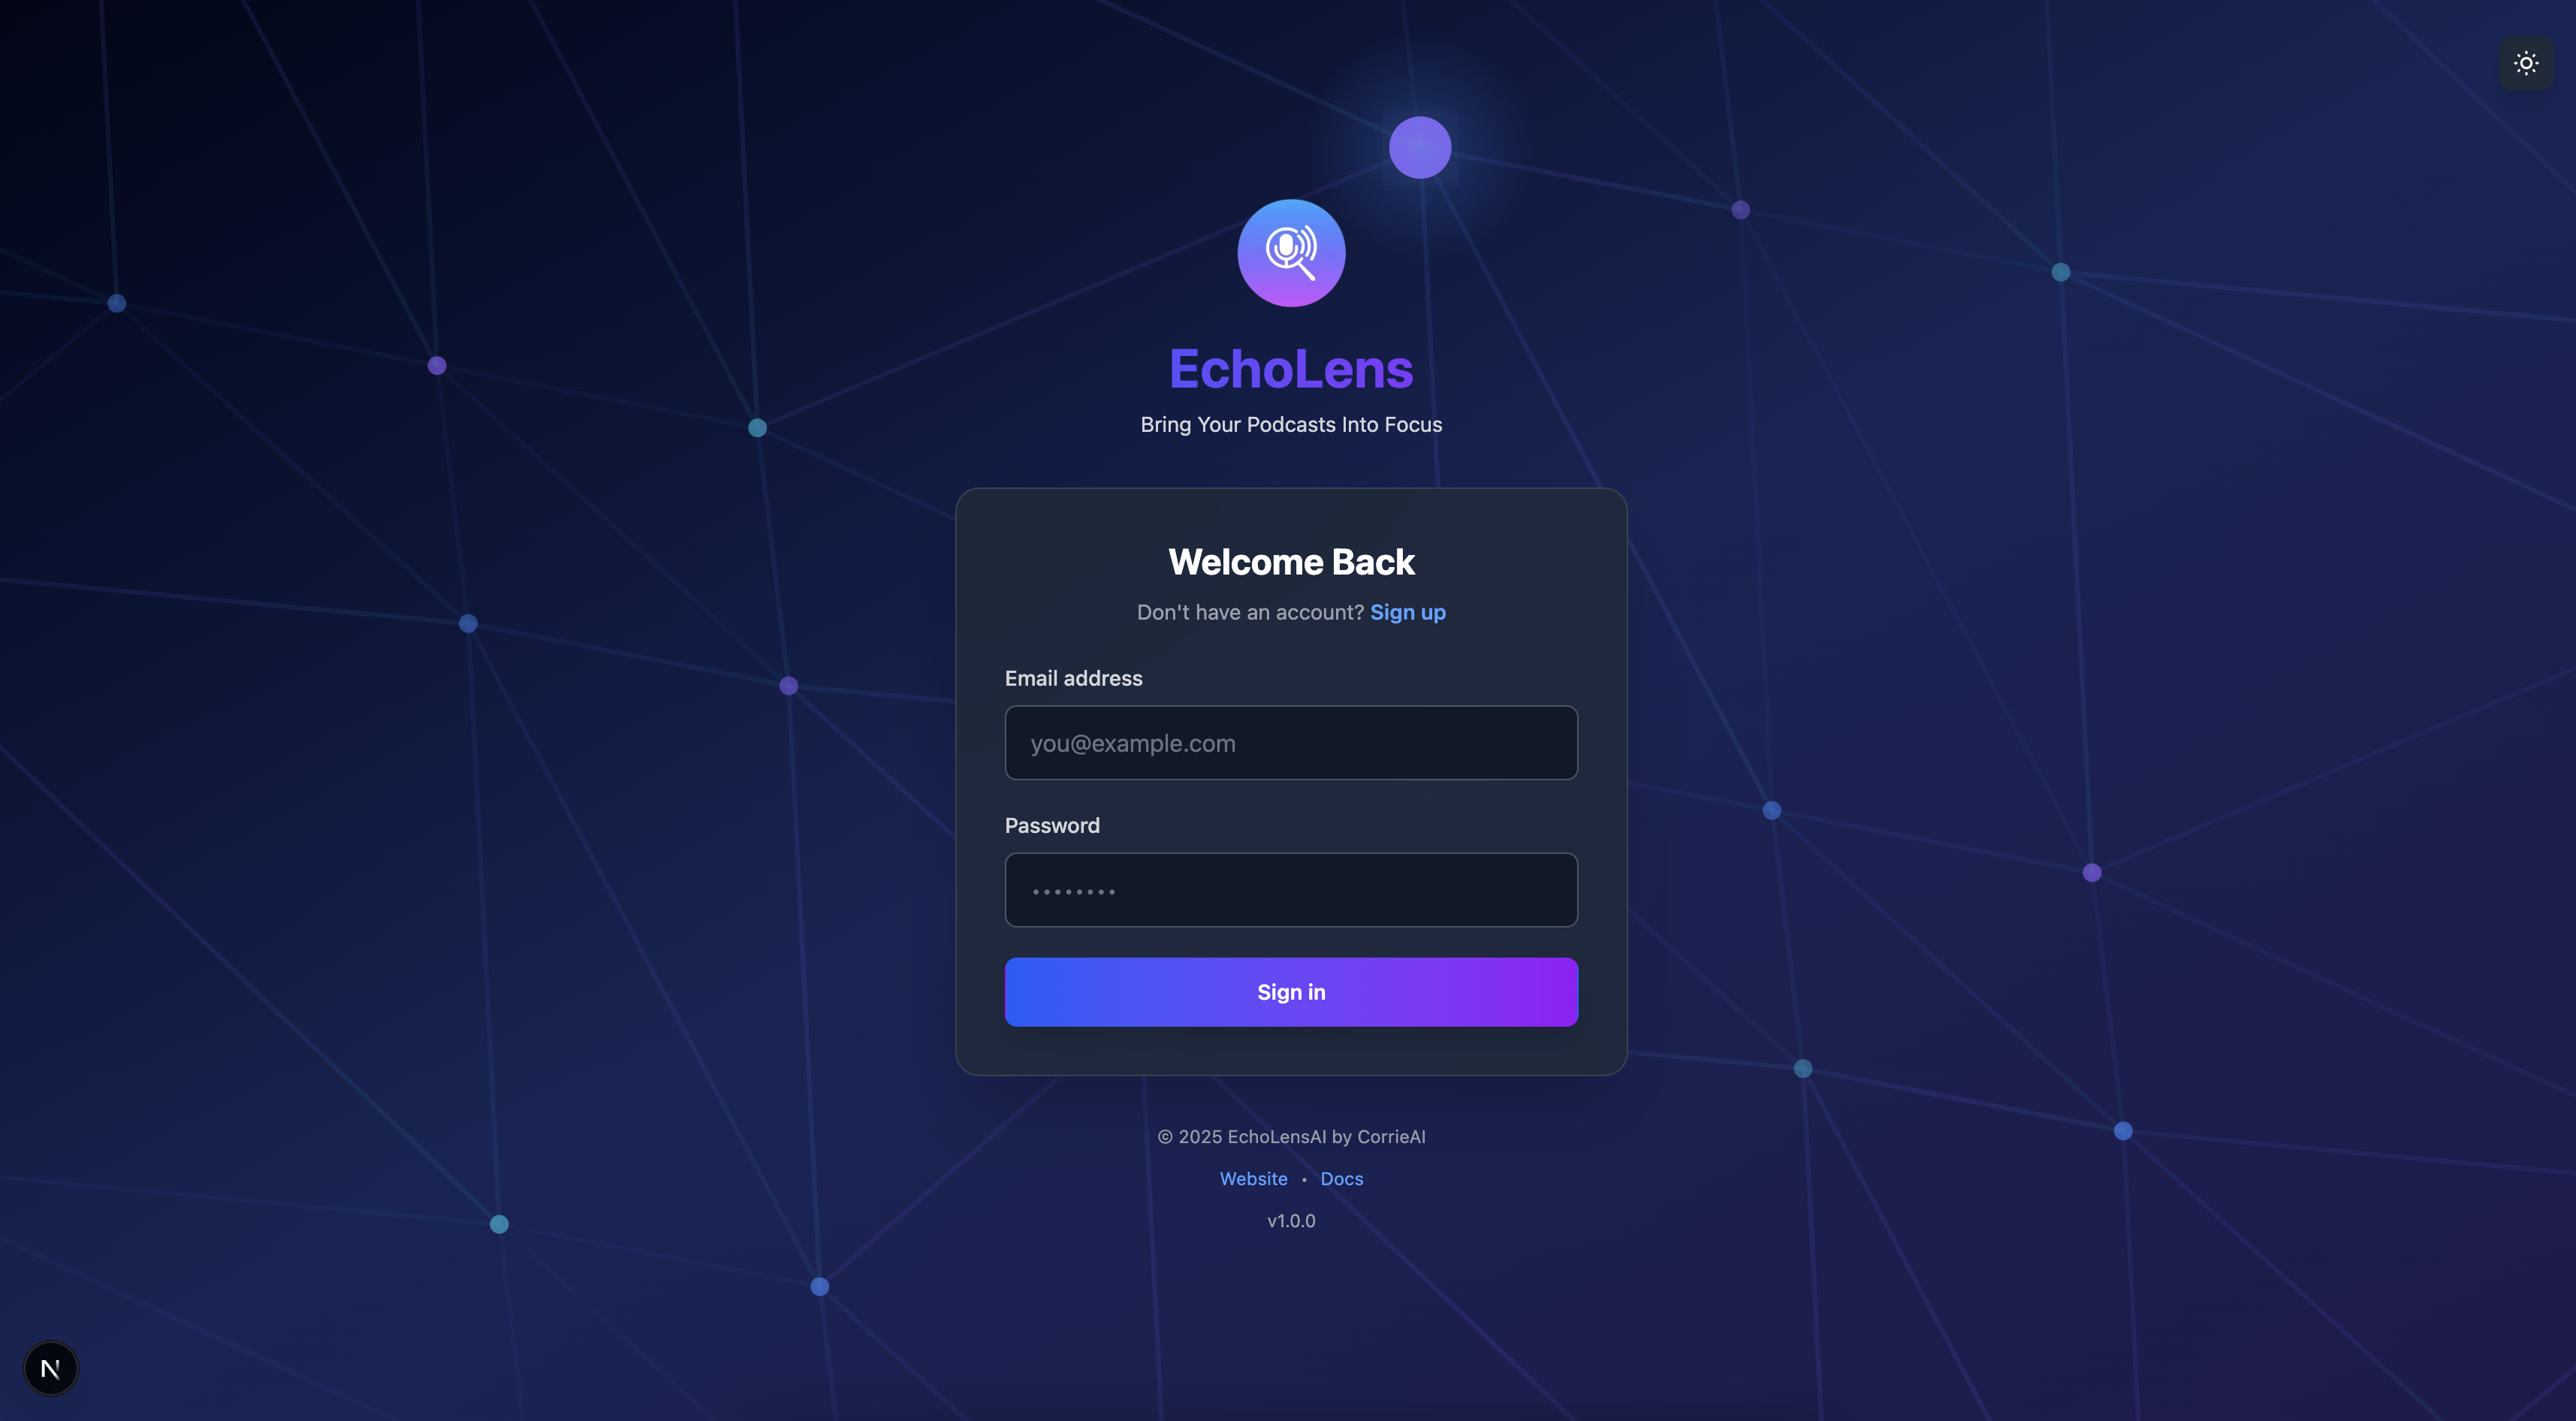 EchoLens
Bring Your Podcasts Into Focus
Welcome Back
Don't have an account? Sign up
Email address
you@example.com
Password
••••••••
Sign in
© 2025 EchoLensAI by CorrieAI
Website • Docs
v1.0.0
N